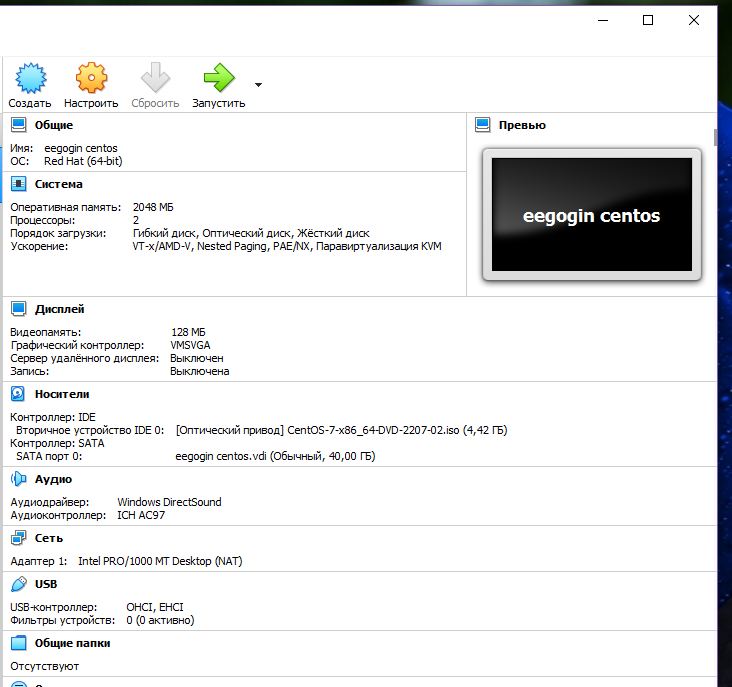 Создать Настроить Сбросить Запустить
Общие
Имя: eegogin centos
ОС: Red Hat (64-bit)
Превью
eegogin centos
Система
Оперативная память: 2048 МБ
Процессоры: 2
Порядок загрузки: Гибкий диск, Оптический диск, Жёсткий диск
Ускорение: VT-x/AMD-V, Nested Paging, PAE/NX, Паравиртуализация KVM
Дисплей
Видеопамять: 128 МБ
Графический контроллер: VMSVGA
Сервер удалённого дисплея: Выключен
Запись: Выключена
Носители
Контроллер: IDE
Вторичное устройство IDE 0: [Оптический привод] CentOS-7-x86_64-DVD-2207-02.iso (4,42 ГБ)
Контроллер: SATA
SATA порт 0: eegogin centos.vdi (Обычный, 40,00 ГБ)
Аудио
Аудиодрайвер: Windows DirectSound
Аудиоконтроллер: ICH AC97
Сеть
Адаптер 1: Intel PRO/1000 MT Desktop (NAT)
USB
USB-контроллер: OHCI, EHCI
Фильтры устройств: 0 (0 активно)
Общие папки
Отсутствуют